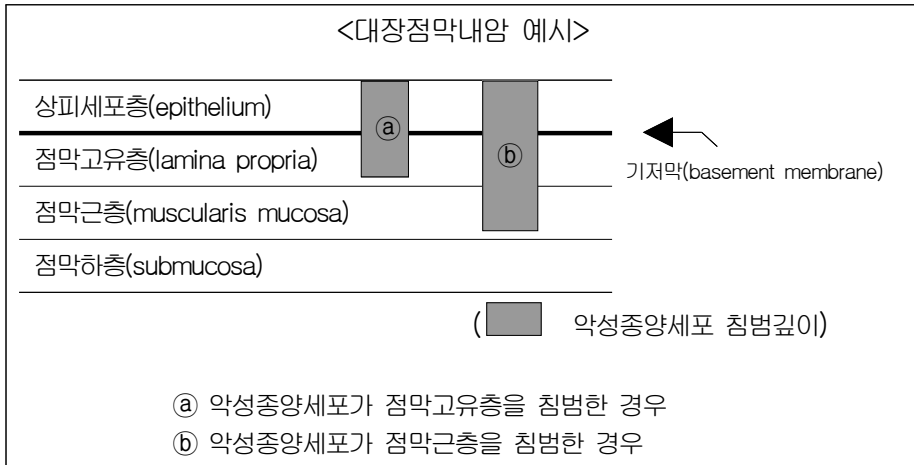 <대장점막내암 예시>
상피세포층(epithelium)
ⓐ
점막고유층(lamina propria)
ⓑ
기저막(basement membrane)
점막근층(muscularis mucosa)
점막하층(submucosa)
( 악성종양세포 침범깊이)
ⓐ 악성종양세포가 점막고유층을 침범한 경우
ⓑ 악성종양세포가 점막근층을 침범한 경우